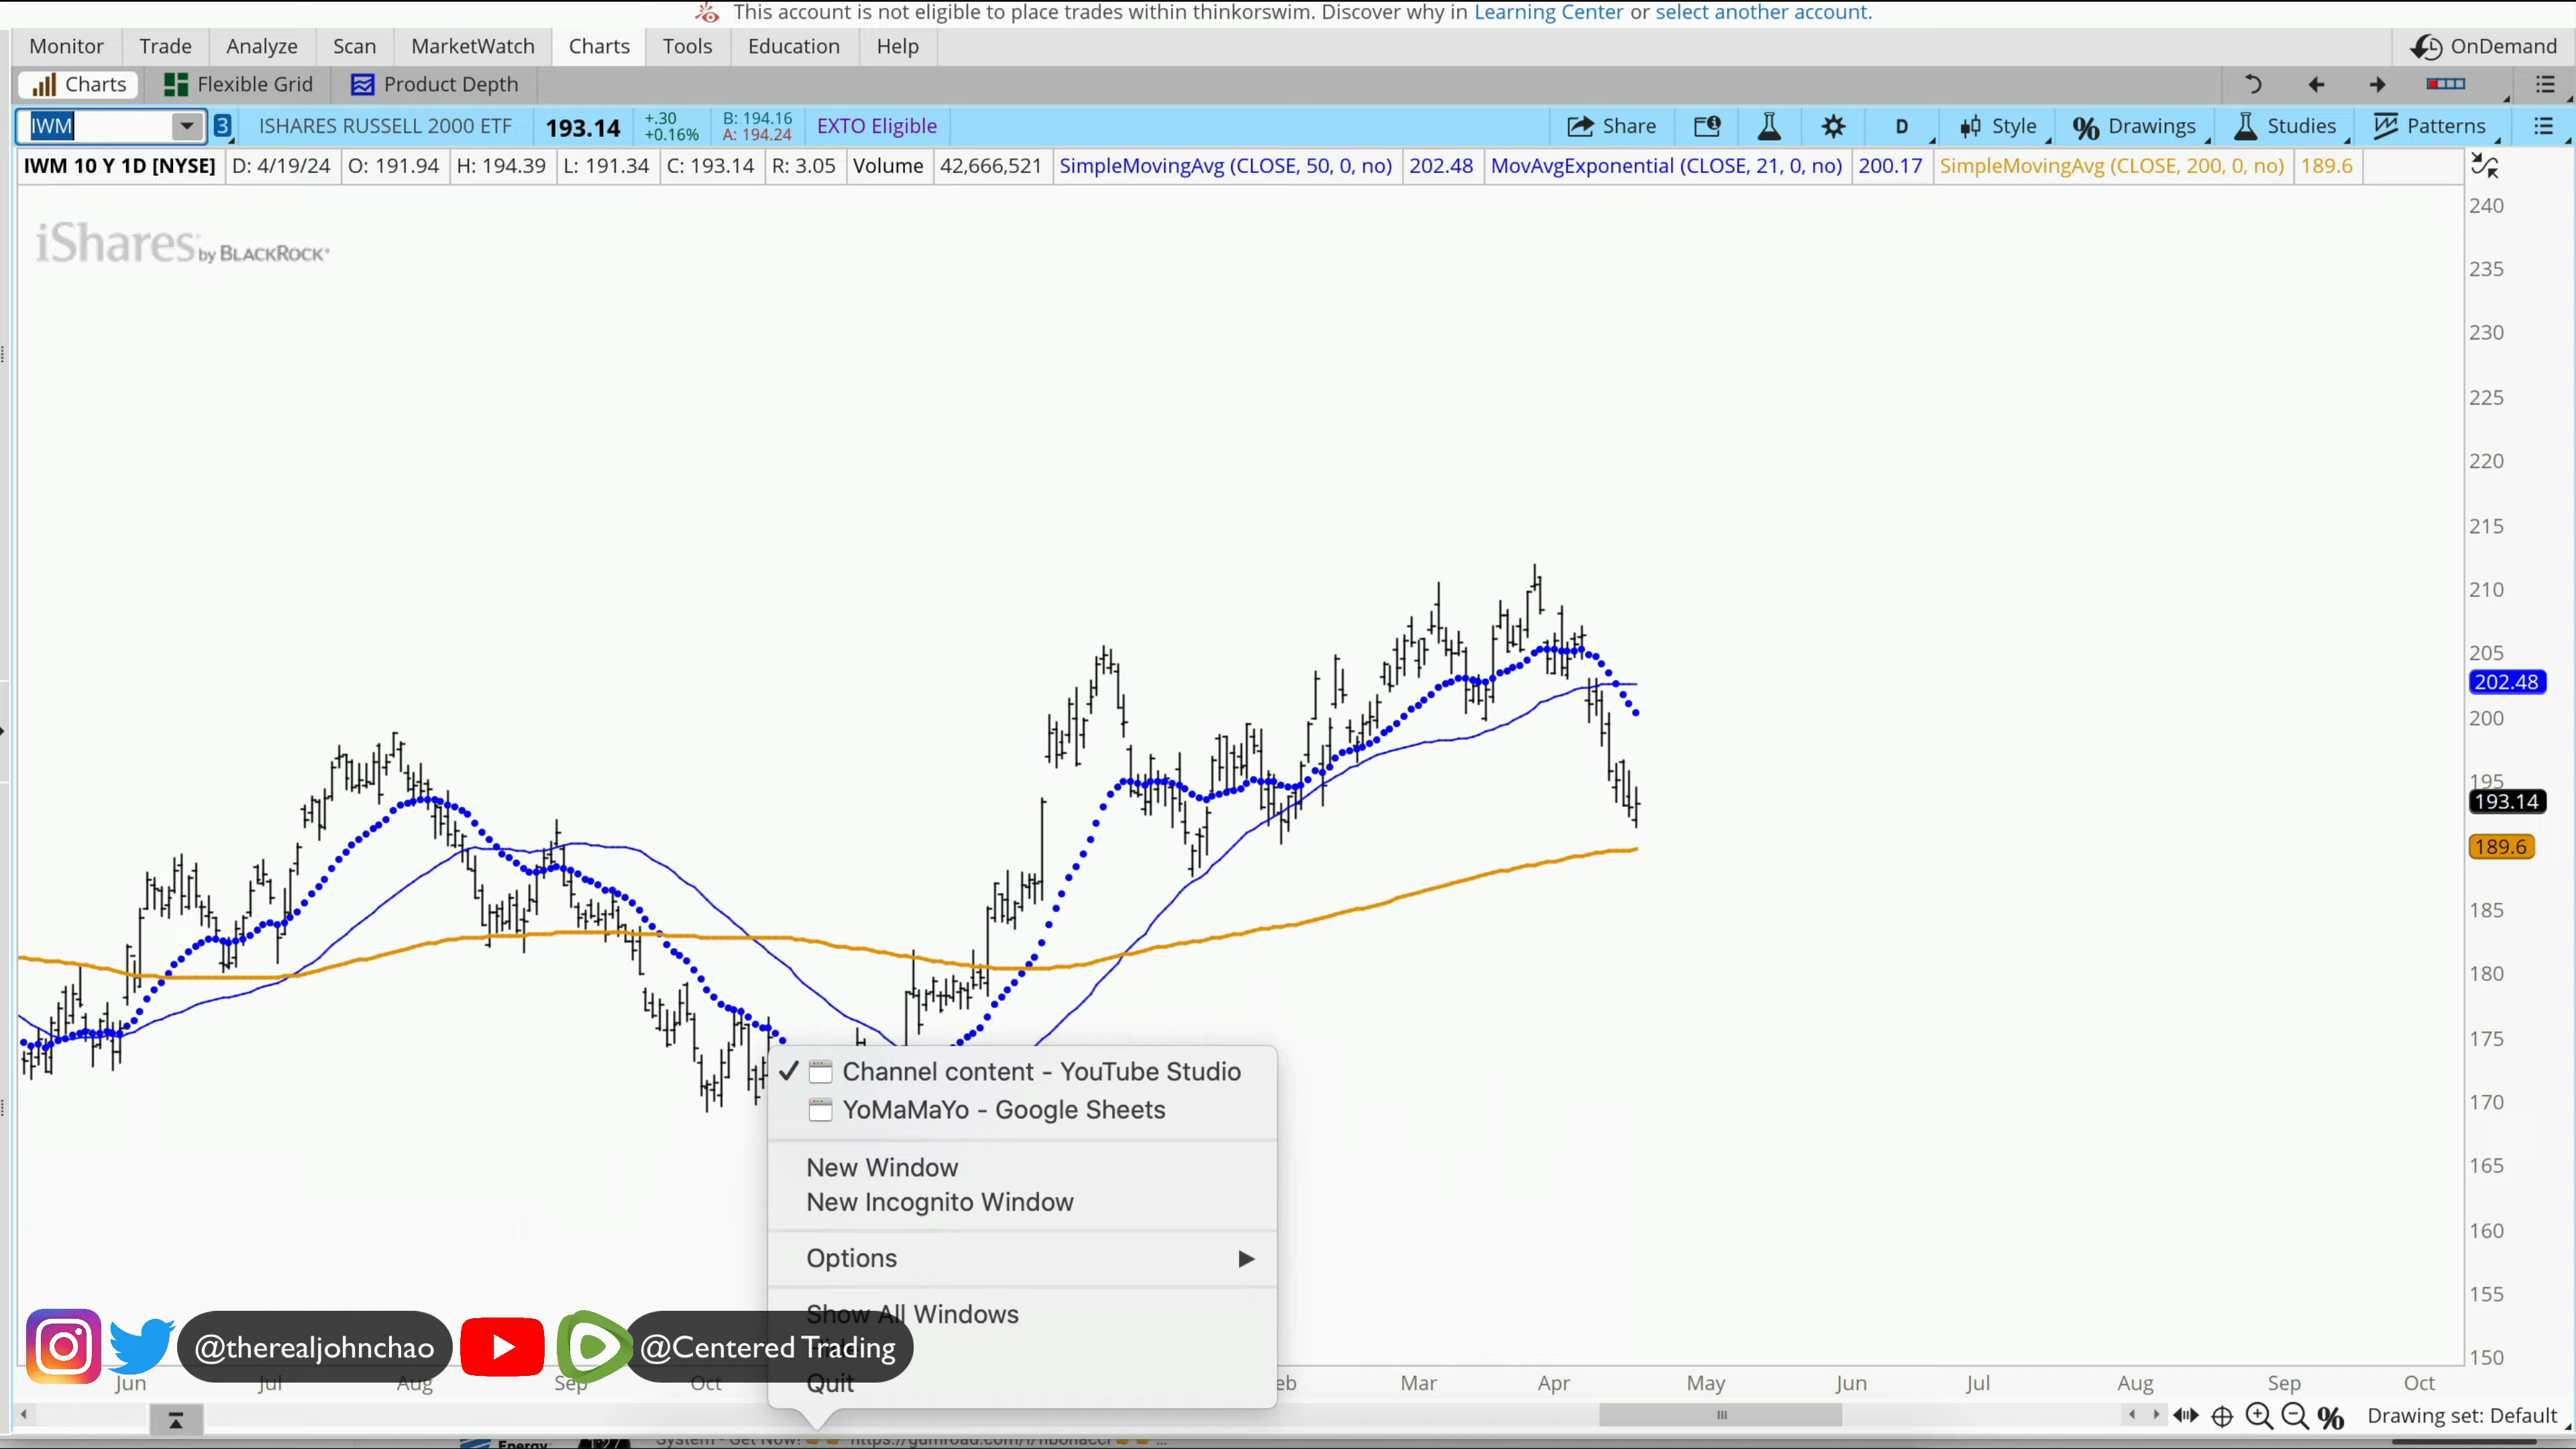 This account is not eligible to place trades within thinkorswim. Discover why in Learning Center or select another account.
Monitor Trade Analyze Scan MarketWatch Charts Tools Education Help OnDemand
Charts Flexible Grid Product Depth
IWM 3 ISHARES RUSSELL 2000 ETF 193.14 +.30 +0.16% B: 194.16 A: 194.24 EXTO Eligible Share D Style Drawings Studies Patterns
IWM 10 Y 1D [NYSE] D: 4/19/24 O: 191.94 H: 194.39 L: 191.34 C: 193.14 R: 3.05 Volume 42,666,521 SimpleMovingAvg (CLOSE, 50, 0, no) 202.48 MovAvgExponential (CLOSE, 21, 0, no) 200.17 SimpleMovingAvg (CLOSE, 200, 0, no) 189.6
iShares by BLACKROCK
240
235
230
225
220
215
210
205
202.48
200
195
193.14
189.6
185
180
175
170
165
160
155
150
Channel content - YouTube Studio
YoMaMaYo - Google Sheets
New Window
New Incognito Window
Options
Show All Windows
Quit
@therealjohnchao @Centered Trading
Jun Jul Aug Sep Oct eb Mar Apr May Jun Jul Aug Sep Oct
Drawing set: Default